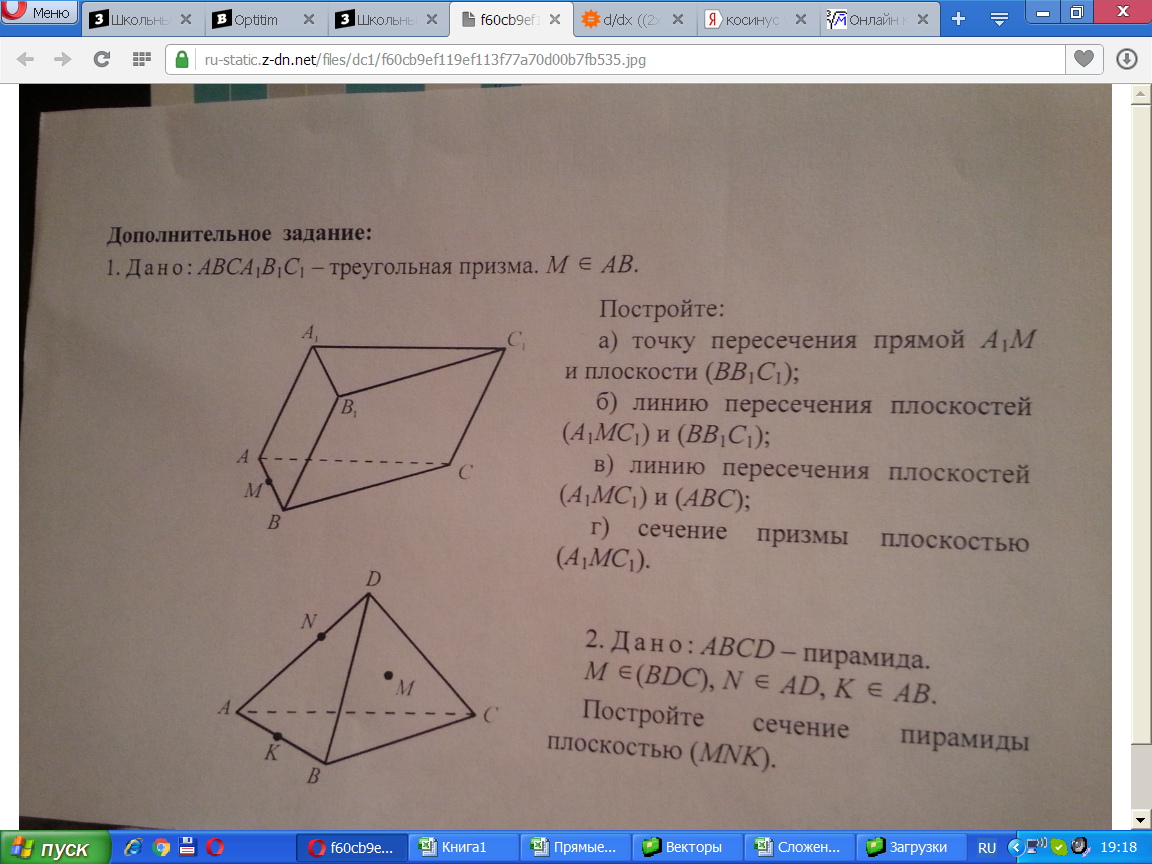 Меню
Школьны
Optitim
Школьны
f60cb9ef1
d/dx ((2x
косинус
Онлайн
ru-static.z-dn.net/files/dc1/f60cb9ef119ef113f77a70d00b7fb535.jpg
Дополнительное задание:
1. Дано: ABCA₁B₁C₁ – треугольная призма. M ∈ AB.
Постройте:
а) точку пересечения прямой A₁M
и плоскости (BB₁C₁);
б) линию пересечения плоскостей
(A₁MC₁) и (BB₁C₁);
в) линию пересечения плоскостей
(A₁MC₁) и (ABC);
г) сечение призмы плоскостью
(A₁MC₁).
A₁
C₁
B₁
A
C
M
B
D
N
M
A
C
K
B
2. Дано: ABCD – пирамида.
M ∈(BDC), N ∈ AD, K ∈ AB.
Постройте сечение пирамиды
плоскостью (MNK).
пуск
f60cb9e...
Книга1
Прямые...
Векторы
Сложен...
Загрузки
RU
19:18